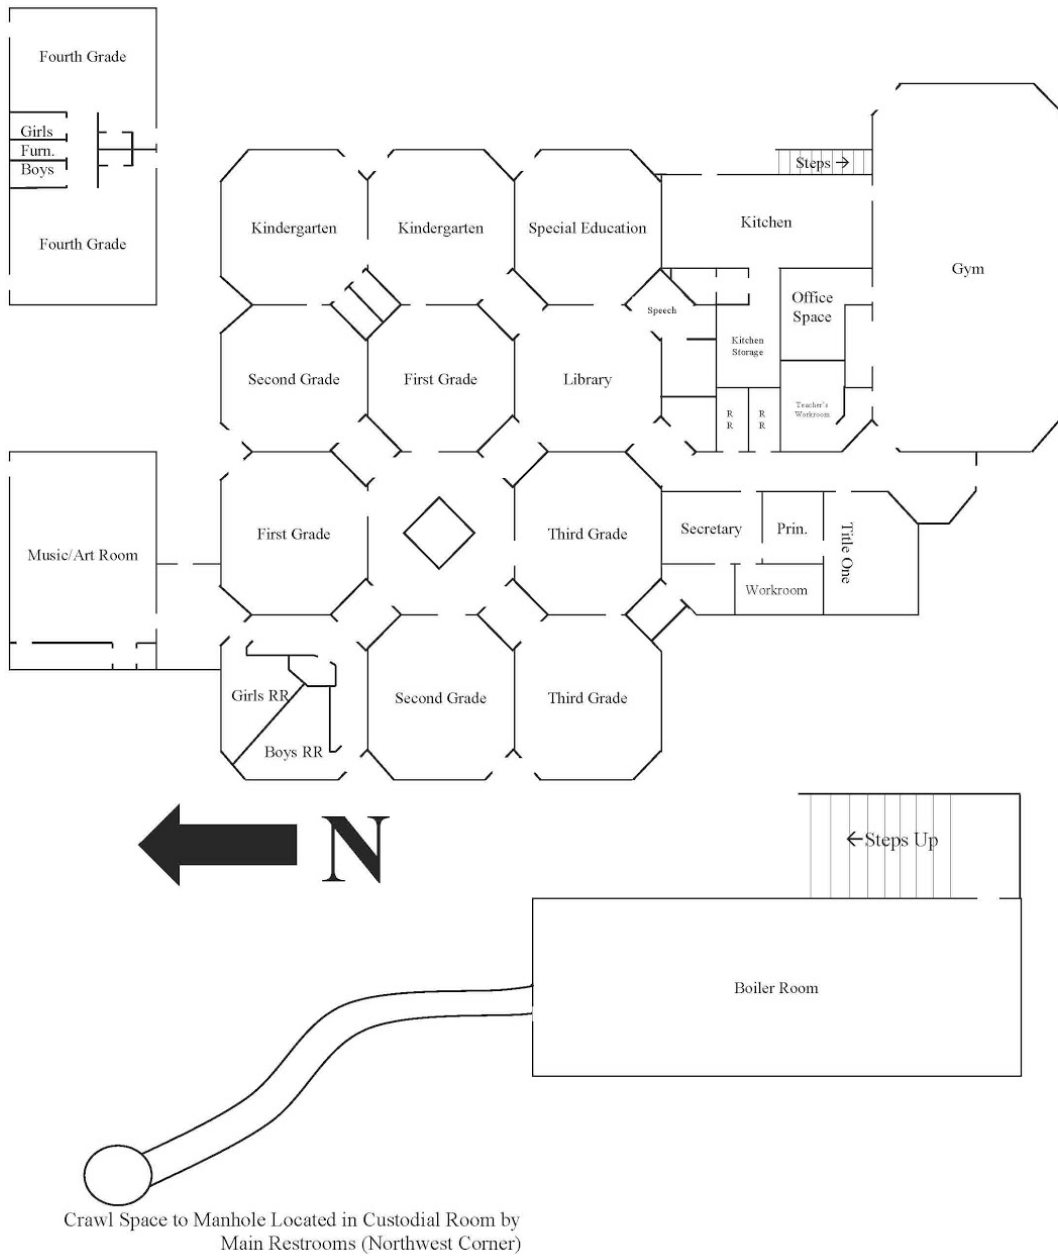 Fourth Grade
Girls
Furn.
Boys
Fourth Grade
Steps →
Kindergarten
Kindergarten
Special Education
Kitchen
Gym
Speech
Office
Space
Kitchen
Storage
Second Grade
First Grade
Library
R
R
R
R
Teacher's
Workroom
Music/Art Room
First Grade
Third Grade
Secretary
Prin.
Title One
Workroom
Girls RR
Boys RR
Second Grade
Third Grade
N
←Steps Up
Boiler Room
Crawl Space to Manhole Located in Custodial Room by
Main Restrooms (Northwest Corner)